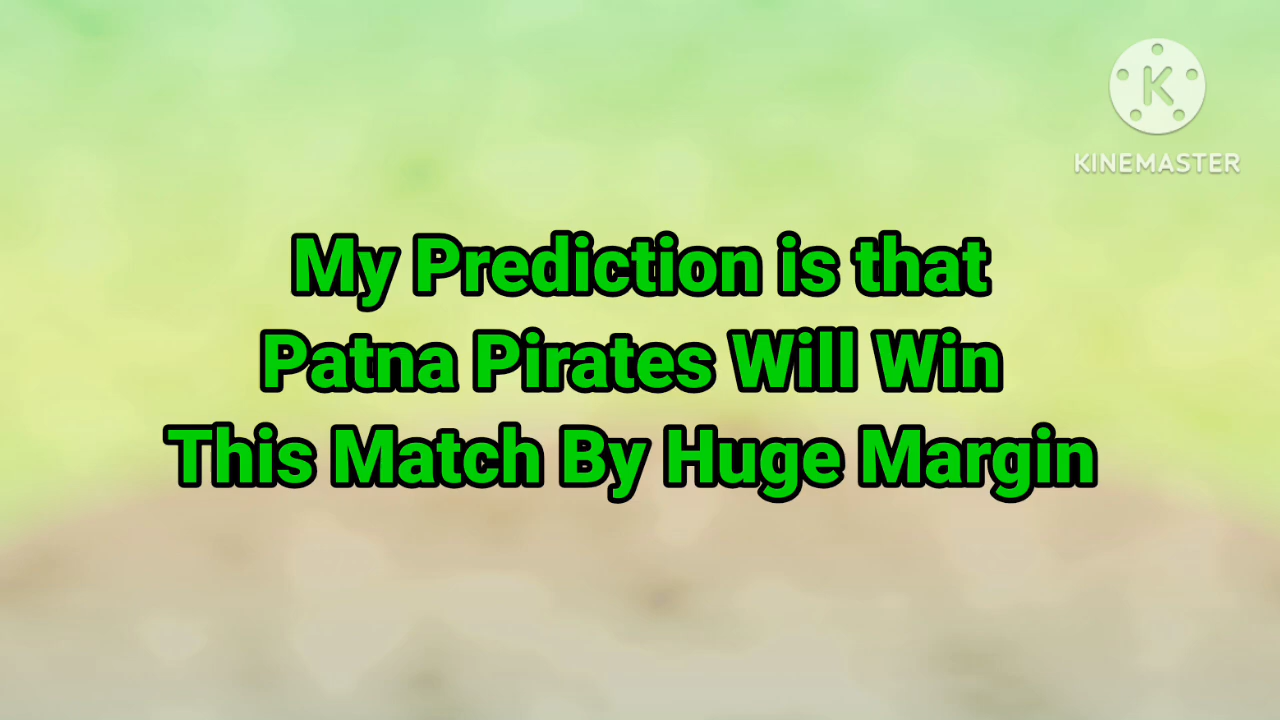 K
KINEMASTER
My Prediction is that
Patna Pirates Will Win
This Match By Huge Margin